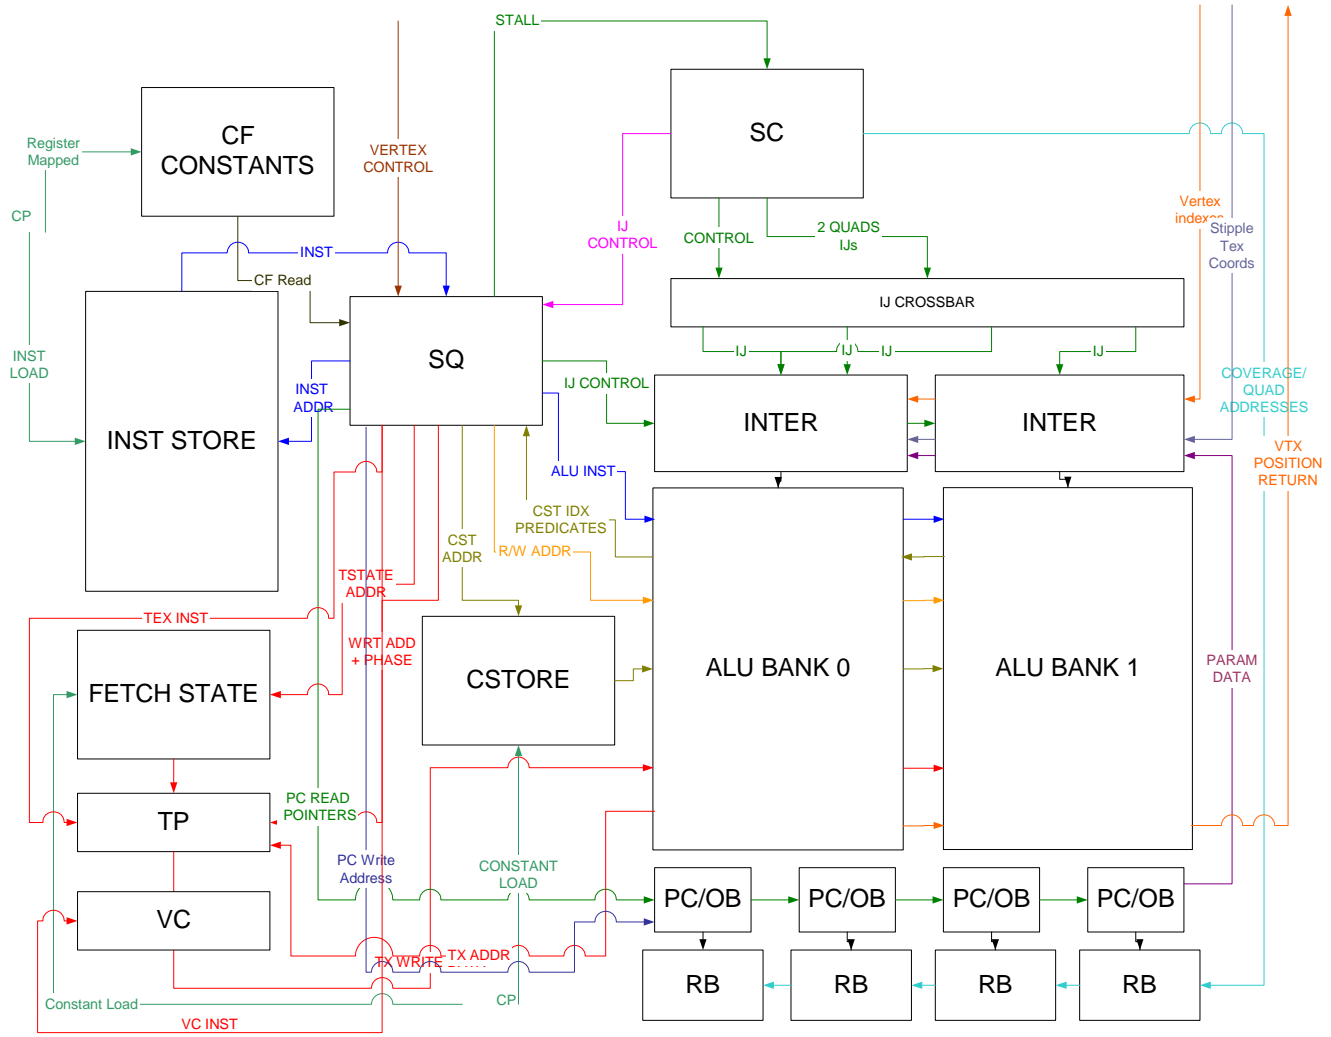 STALL
CF
CONSTANTS
SC
Register
Mapped
VERTEX
CONTROL
CP
IJ
CONTROL
CONTROL
2 QUADS
IJs
Vertex
indexes
Stipple
Tex
Coords
INST
CF Read
IJ CROSSBAR
INST
LOAD
SQ
IJ
IJ
IJ
IJ
INST
ADDR
IJ CONTROL
COVERAGE/
QUAD
ADDRESSES
INST STORE
INTER
INTER
VTX
POSITION
RETURN
ALU INST
CST IDX
PREDICATES
CST
ADDR
R/W ADDR
TSTATE
ADDR
TEX INST
WRT ADD
+ PHASE
FETCH STATE
CSTORE
ALU BANK 0
ALU BANK 1
PARAM
DATA
TP
PC READ
POINTERS
PC Write
Address
CONSTANT
LOAD
VC
PC/OB
PC/OB
PC/OB
PC/OB
TX ADDR
TX WRITE
RB
RB
RB
RB
Constant Load
CP
VC INST